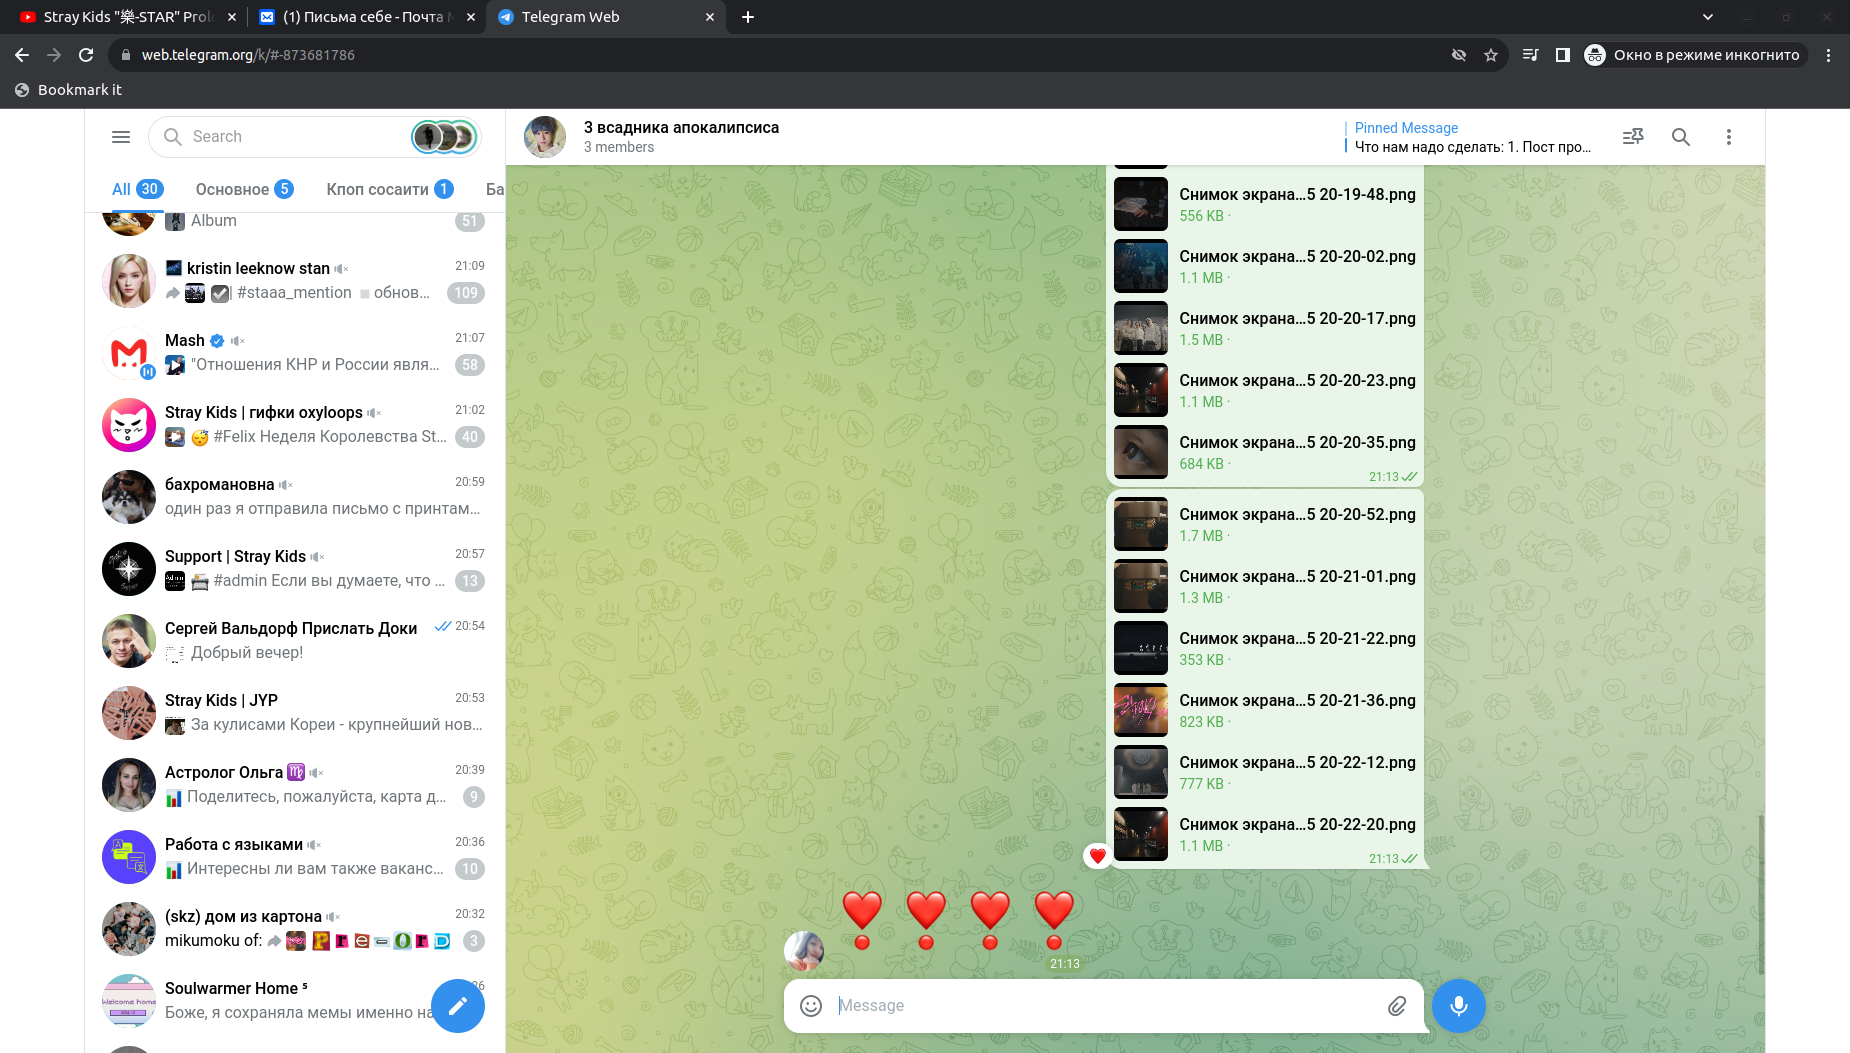 Stray Kids "樂-STAR" Prol
(1) Письма себе - Почта M
Telegram Web
web.telegram.org/k/#-873681786
Окно в режиме инкогнито
Bookmark it
Search
All 30
Основное 5
Кпоп сосаити 1
Ба
Album
51
kristin leeknow stan
21:09
#staaa_mention
обнов...
109
Mash
21:07
"Отношения КНР и России явля...
58
Stray Kids | гифки oxyloops
21:02
#Felix Неделя Королевства St...
40
бахромановна
20:59
один раз я отправила письмо с принтам...
Support | Stray Kids
20:57
#admin Если вы думаете, что ...
13
Сергей Вальдорф Прислать Доки
20:54
Добрый вечер!
Stray Kids | JYP
20:53
За кулисами Кореи - крупнейший нов...
Астролог Ольга
20:39
Поделитесь, пожалуйста, карта д...
9
Работа с языками
20:36
Интересны ли вам также ваканс...
10
(skz) дом из картона
20:32
mikumoku of:
P r e - O r D
3
Soulwarmer Home ⁵
Боже, я сохраняла мемы именно на
3 всадника апокалипсиса
3 members
Pinned Message
Что нам надо сделать: 1. Пост про...
Снимок экрана...5 20-19-48.png
556 KB ·
Снимок экрана...5 20-20-02.png
1.1 MB ·
Снимок экрана...5 20-20-17.png
1.5 MB ·
Снимок экрана...5 20-20-23.png
1.1 MB ·
Снимок экрана...5 20-20-35.png
684 KB ·
21:13
Снимок экрана...5 20-20-52.png
1.7 MB ·
Снимок экрана...5 20-21-01.png
1.3 MB ·
Снимок экрана...5 20-21-22.png
353 KB ·
Снимок экрана...5 20-21-36.png
823 KB ·
Снимок экрана...5 20-22-12.png
777 KB ·
Снимок экрана...5 20-22-20.png
1.1 MB ·
21:13
21:13
Message